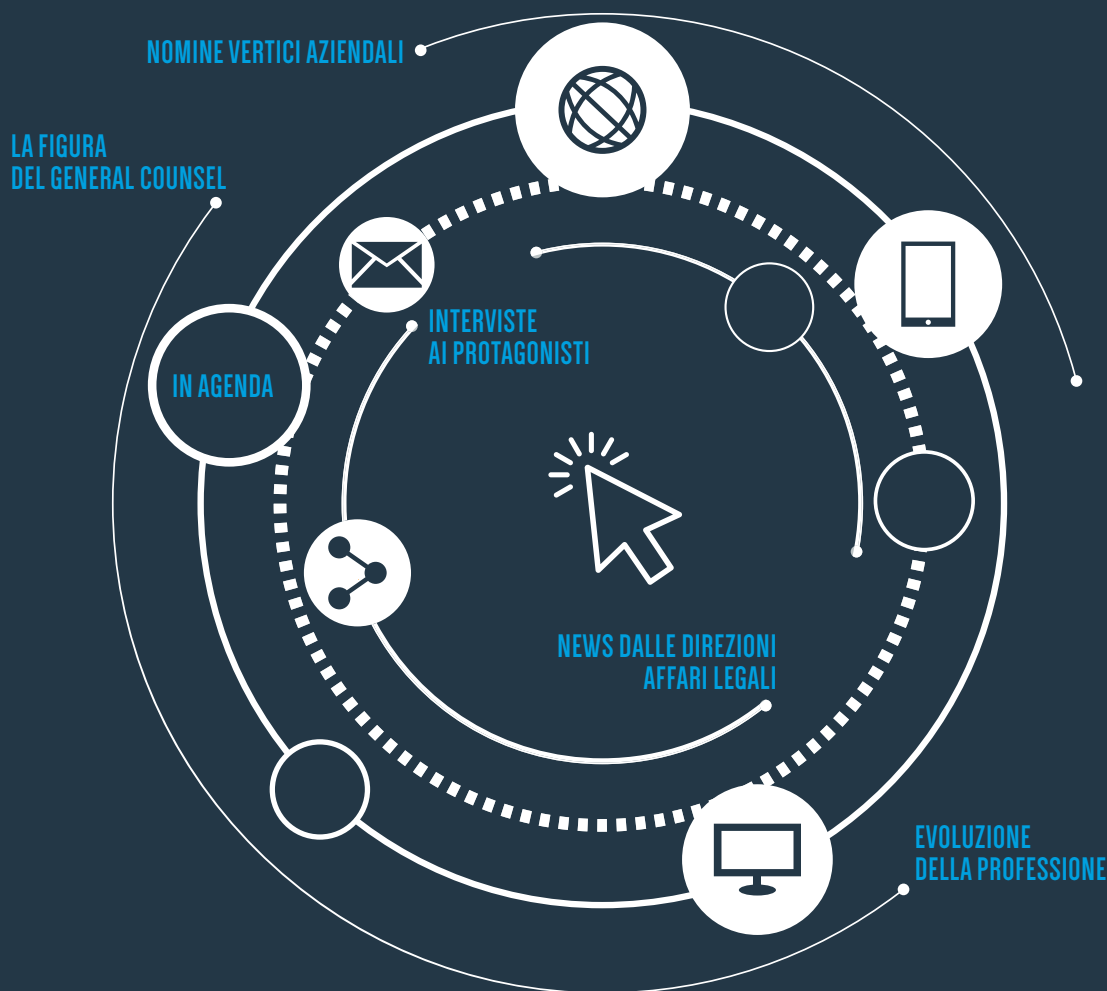 NOMINE VERTICI AZIENDALI
LA FIGURA
DEL GENERAL COUNSEL
INTERVISTE
AI PROTAGONISTI
IN AGENDA
NEWS DALLE DIREZIONI
AFFARI LEGALI
EVOLUZIONE
DELLA PROFESSIONE